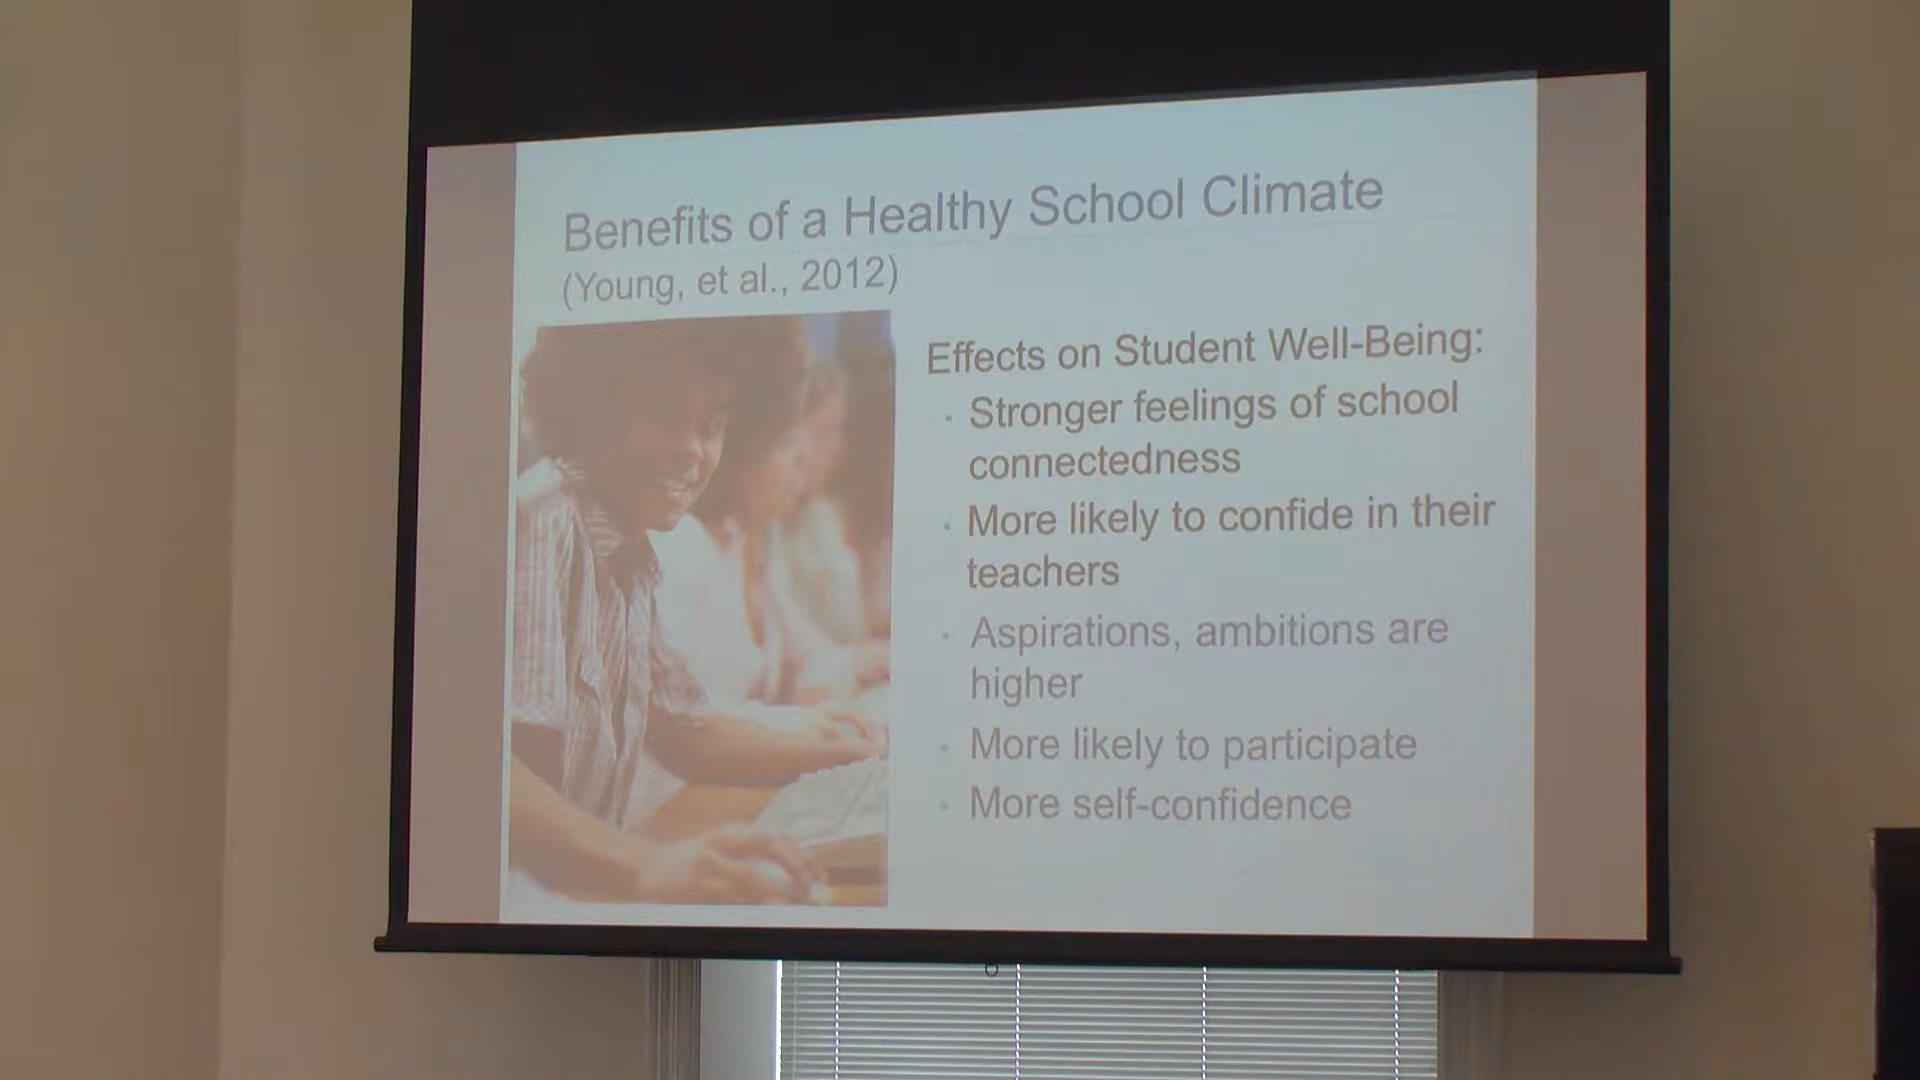 Benefits of a Healthy School Climate
(Young, et al., 2012)
Effects on Student Well-Being:
· Stronger feelings of school
connectedness
· More likely to confide in their
teachers
· Aspirations, ambitions are
higher
· More likely to participate
· More self-confidence